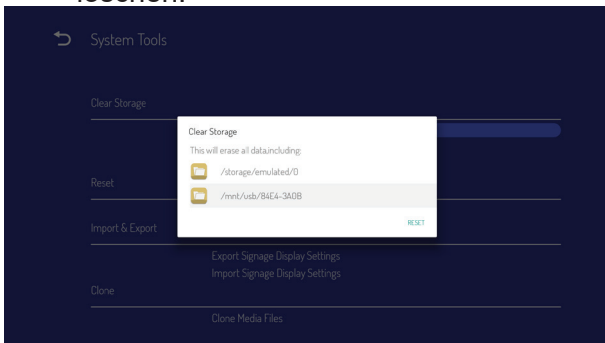 System Tools
Clear Storage
Clear Storage
This will erase all data,including:
/storage/emulated/0
/mnt/usb/B4E4-3A0B
RESET
Reset
Import & Export
Export Signage Display Settings
Import Signage Display Settings
Clone
Clone Media Files